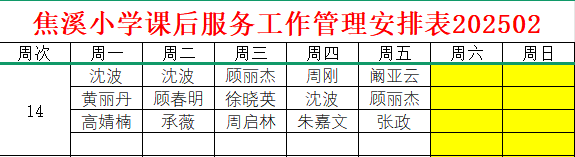 焦溪小学课后服务工作管理安排表202502
周次 周一 周二 周三 周四 周五 周六 周日
沈波 沈波 顾丽杰 周刚 阚亚云
14 黄丽丹 顾春明 徐晓英 沈波 顾丽杰
高婧楠 承薇 周启林 朱嘉文 张政